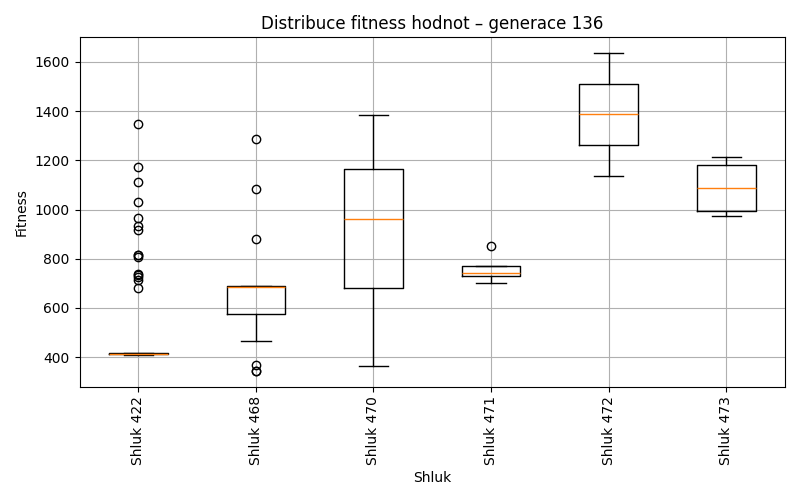 Distribuce fitness hodnot – generace 136
Fitness
1600
1400
1200
1000
800
600
400
Shluk 422
Shluk 468
Shluk 470
Shluk 471
Shluk 472
Shluk 473
Shluk